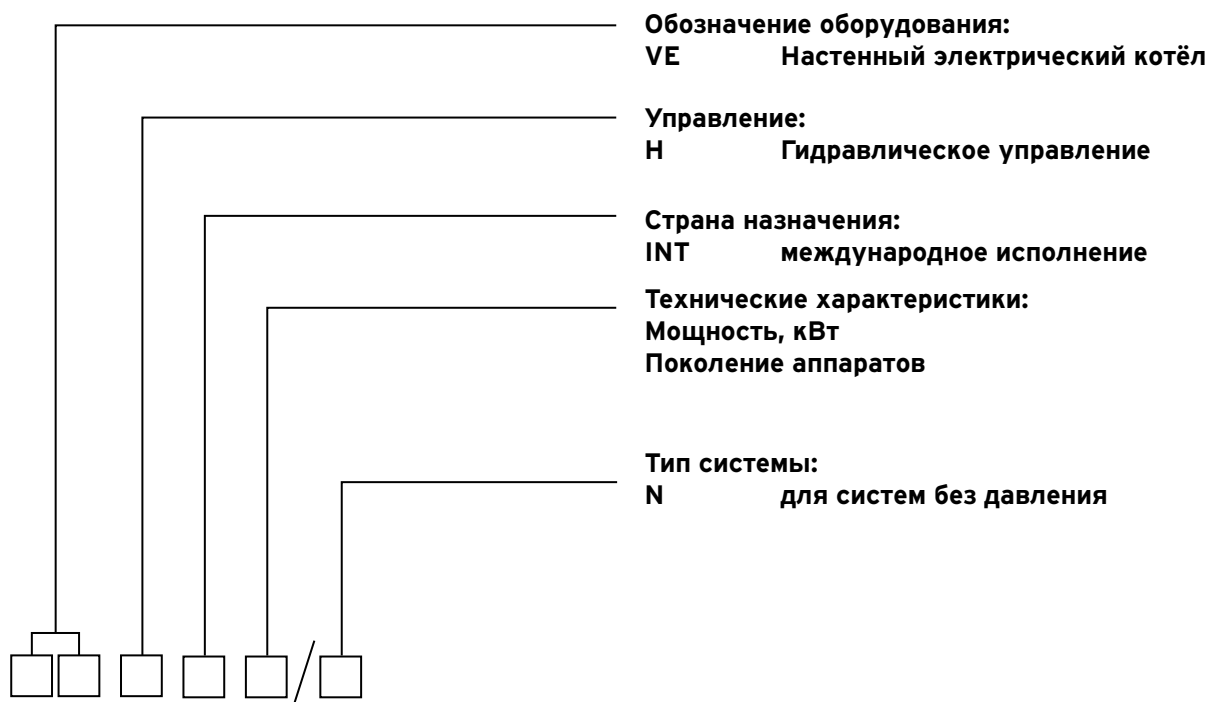 Обозначение оборудования:
VE Настенный электрический котёл
Управление:
H Гидравлическое управление
Страна назначения:
INT международное исполнение
Технические характеристики:
Мощность, кВт
Поколение аппаратов
Тип системы:
N для систем без давления
/